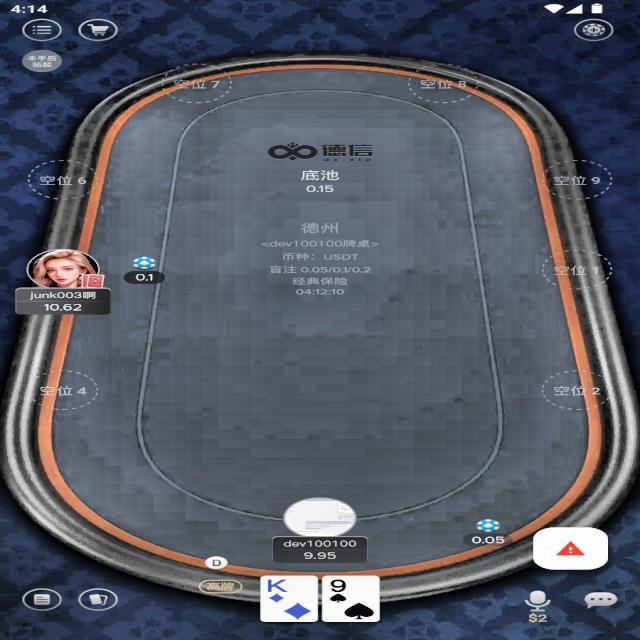 4:14
本手后
站起
空位 7
空位 8
德信
dx.vip
底池
0.15
空位 6
空位 9
德州
<dev100100牌桌>
币种：USDT
盲注 0.05/0.1/0.2
经典保险
04:12:10
空位 1
0.1
junk003啊
10.62
空位 4
空位 2
0.05
dev100100
9.95
D
高牌
K
9
$2